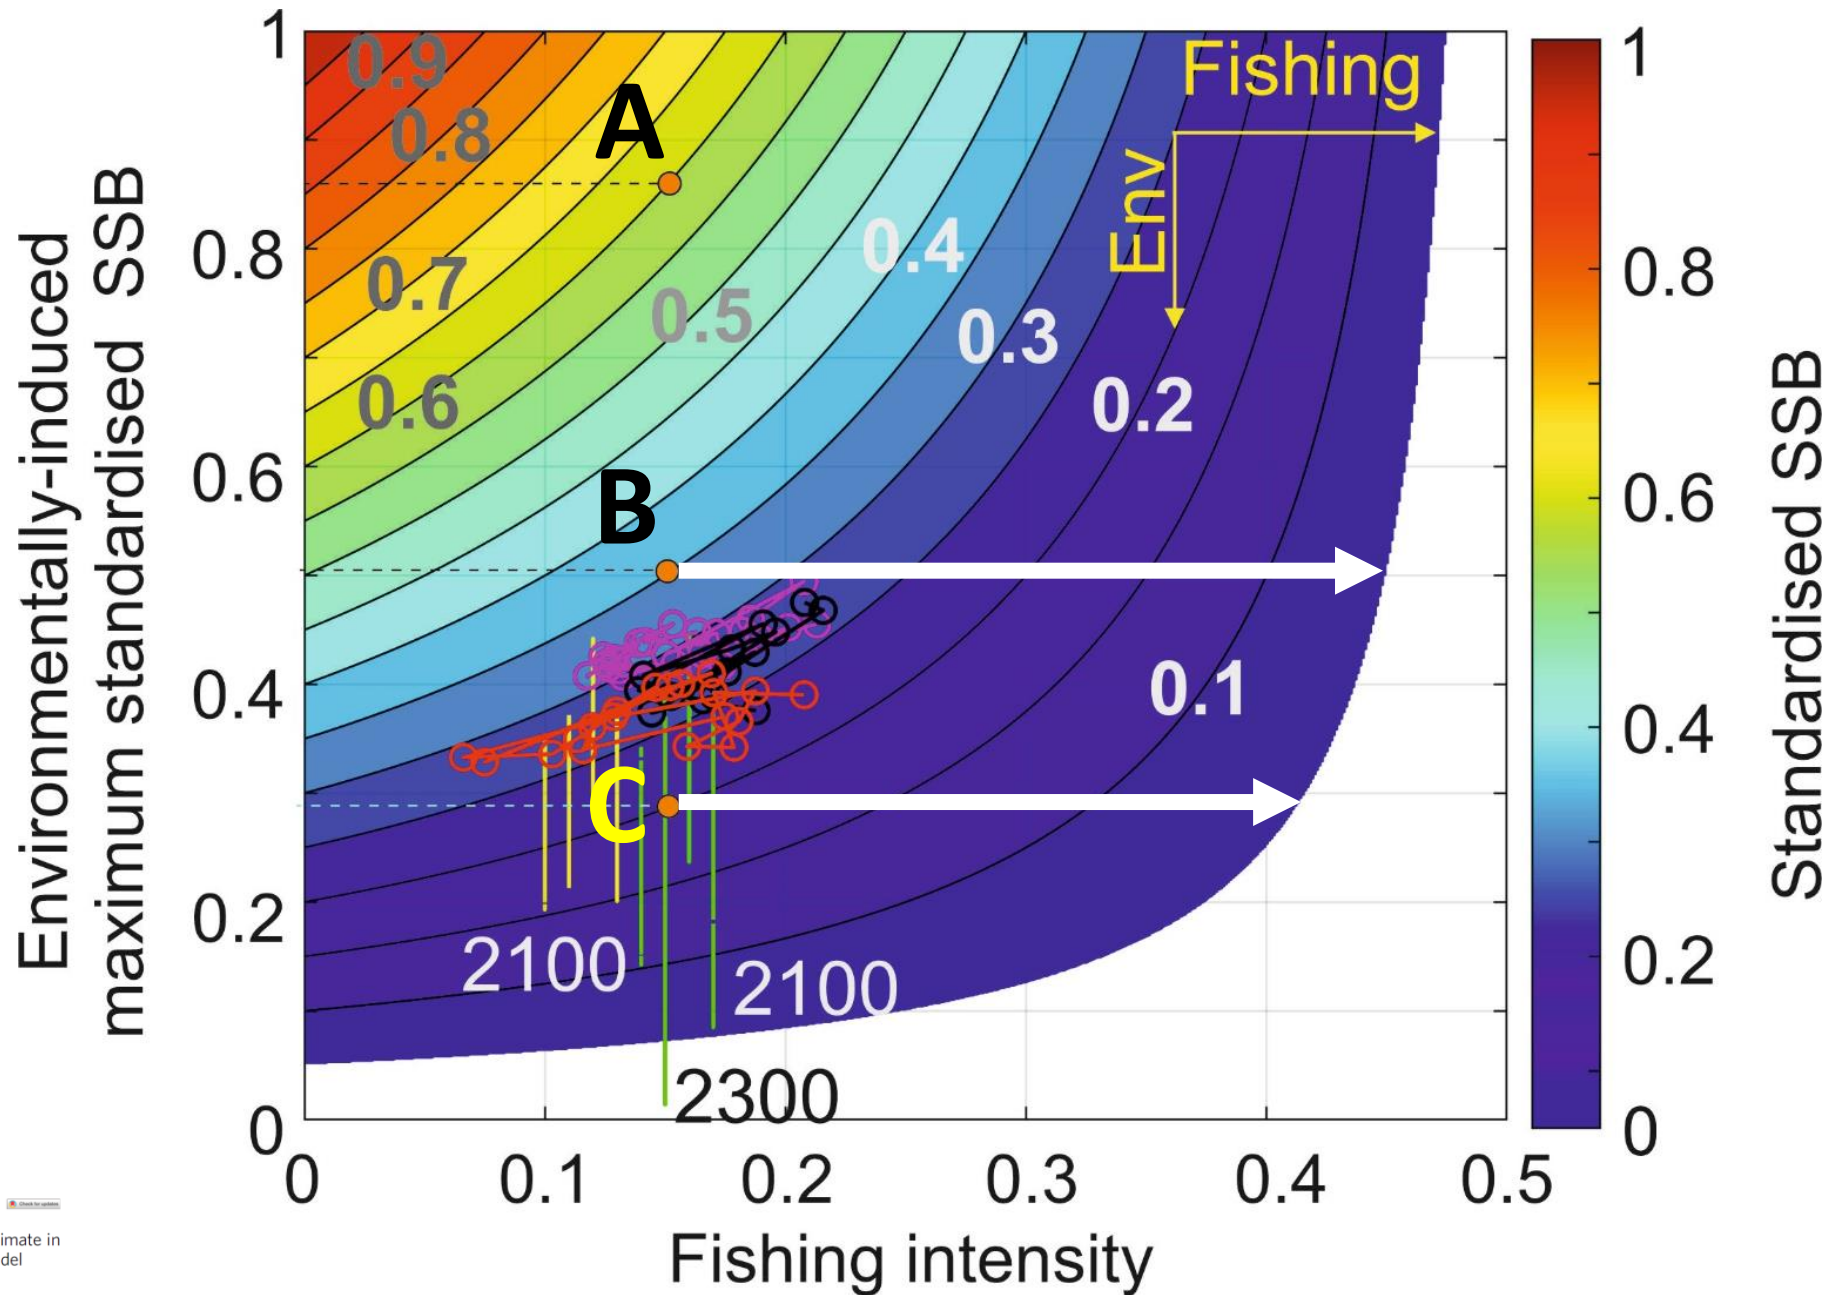 Environmentally-induced
maximum standardised SSB
1
0.8
0.6
0.4
0.2
0
0.9
0.8
0.7
0.6
0.5
0.4
0.3
0.2
0.1
A
B
C
Fishing
Env
2100
2100
2300
0
0.1
0.2
0.3
0.4
0.5
Fishing intensity
1
0.8
0.6
0.4
0.2
0
Standardised SSB
Check for updates
imate in
del